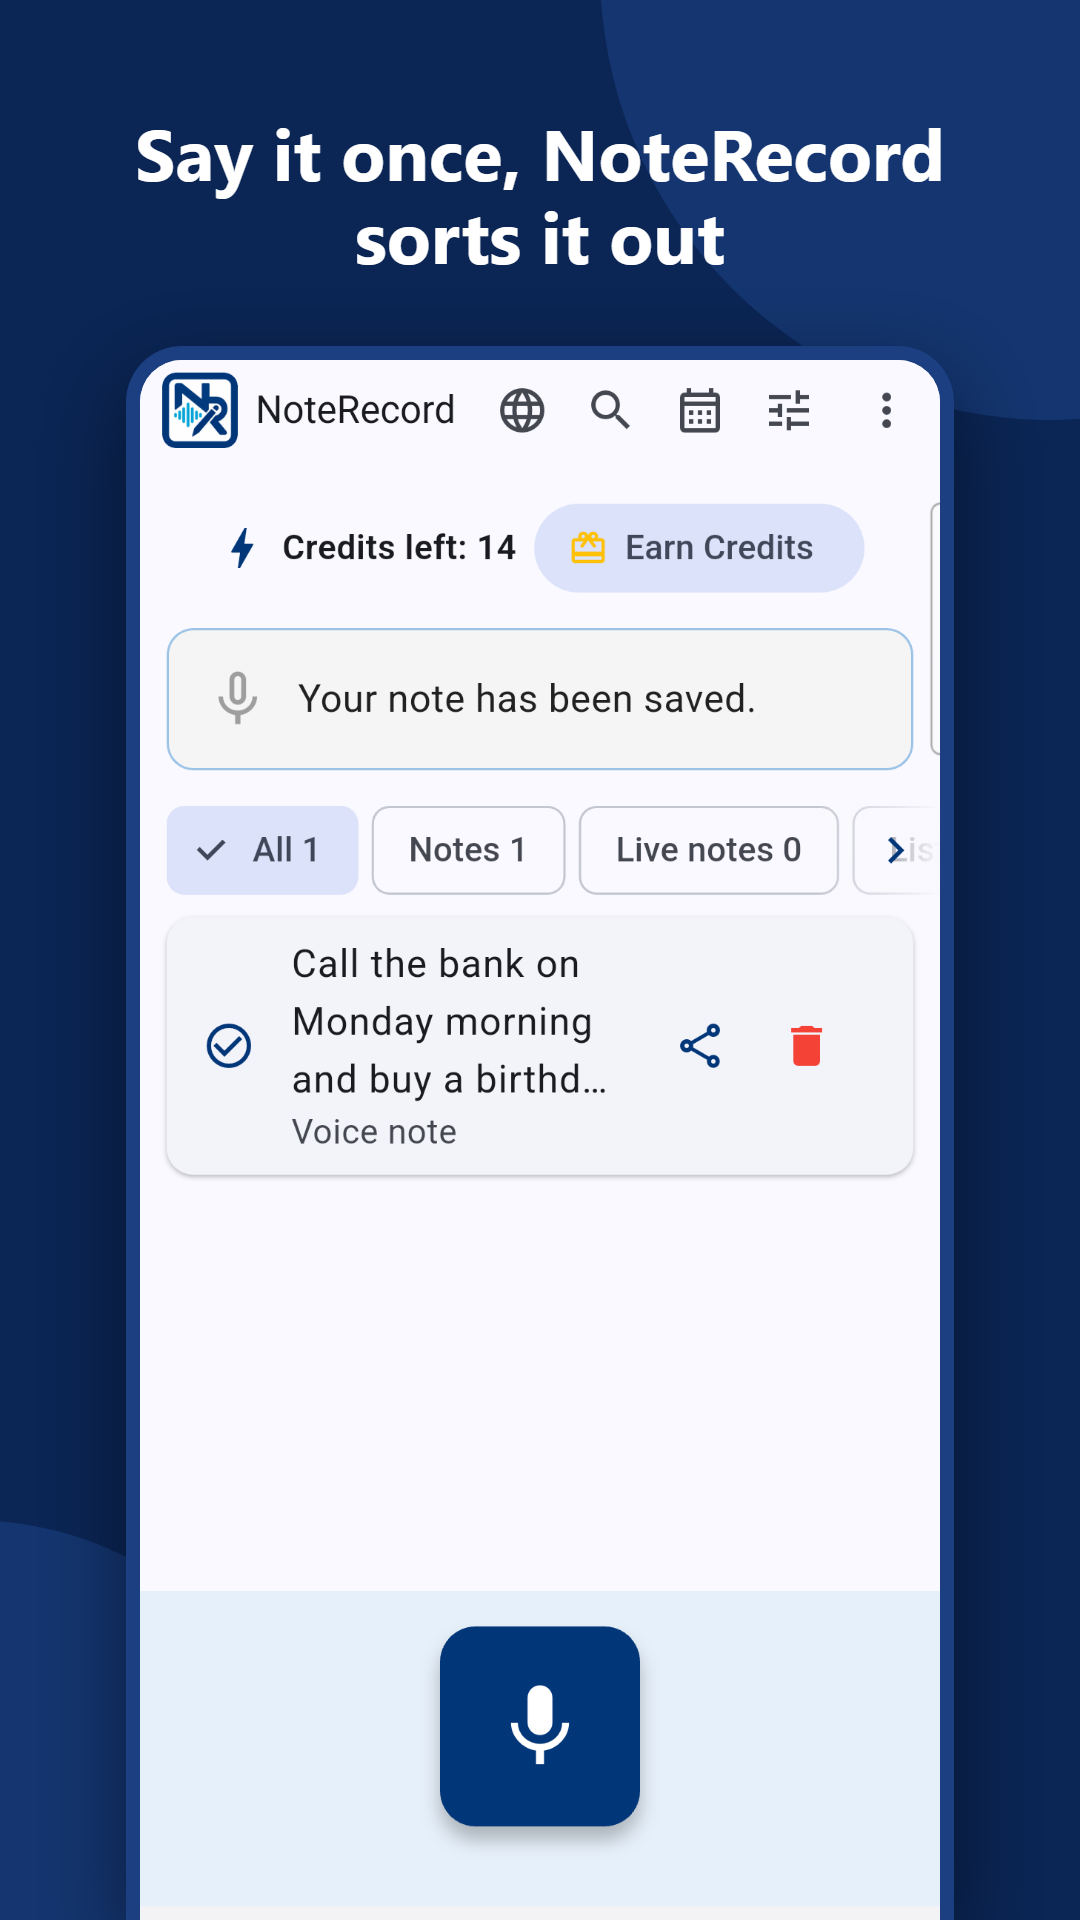 Say it once, NoteRecord
sorts it out
NoteRecord
Credits left: 14
Earn Credits
Your note has been saved.
All 1
Notes 1
Live notes 0
Call the bank on
Monday morning
and buy a birthd...
Voice note